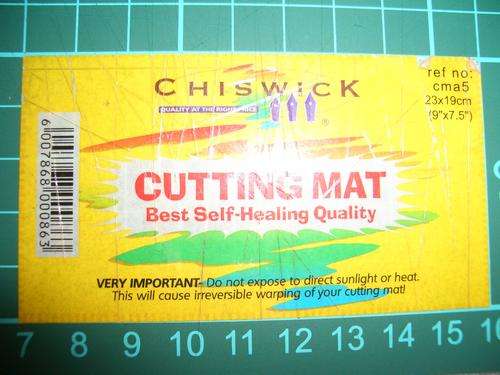 CHISWICK
QUALITY AT THE RIGHT PRICE
®
ref no:
cma5
23x19cm
(9"x7.5")
6007868000863
CUTTING MAT
Best Self-Healing Quality
VERY IMPORTANT- Do not expose to direct sunlight or heat.
This will cause irreversible warping of your cutting mat!
7 8 9 10 11 12 13 14 15